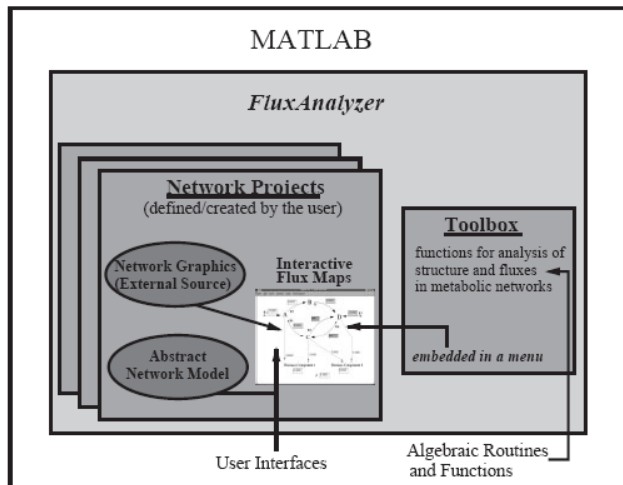 MATLAB
FluxAnalyzer
Network Projects
(defined/created by the user)
Network Graphics
(External Source)
Interactive
Flux Maps
Abstract
Network Model
Toolbox
functions for analysis of
structure and fluxes
in metabolic networks
embedded in a menu
User Interfaces
Algebraic Routines
and Functions